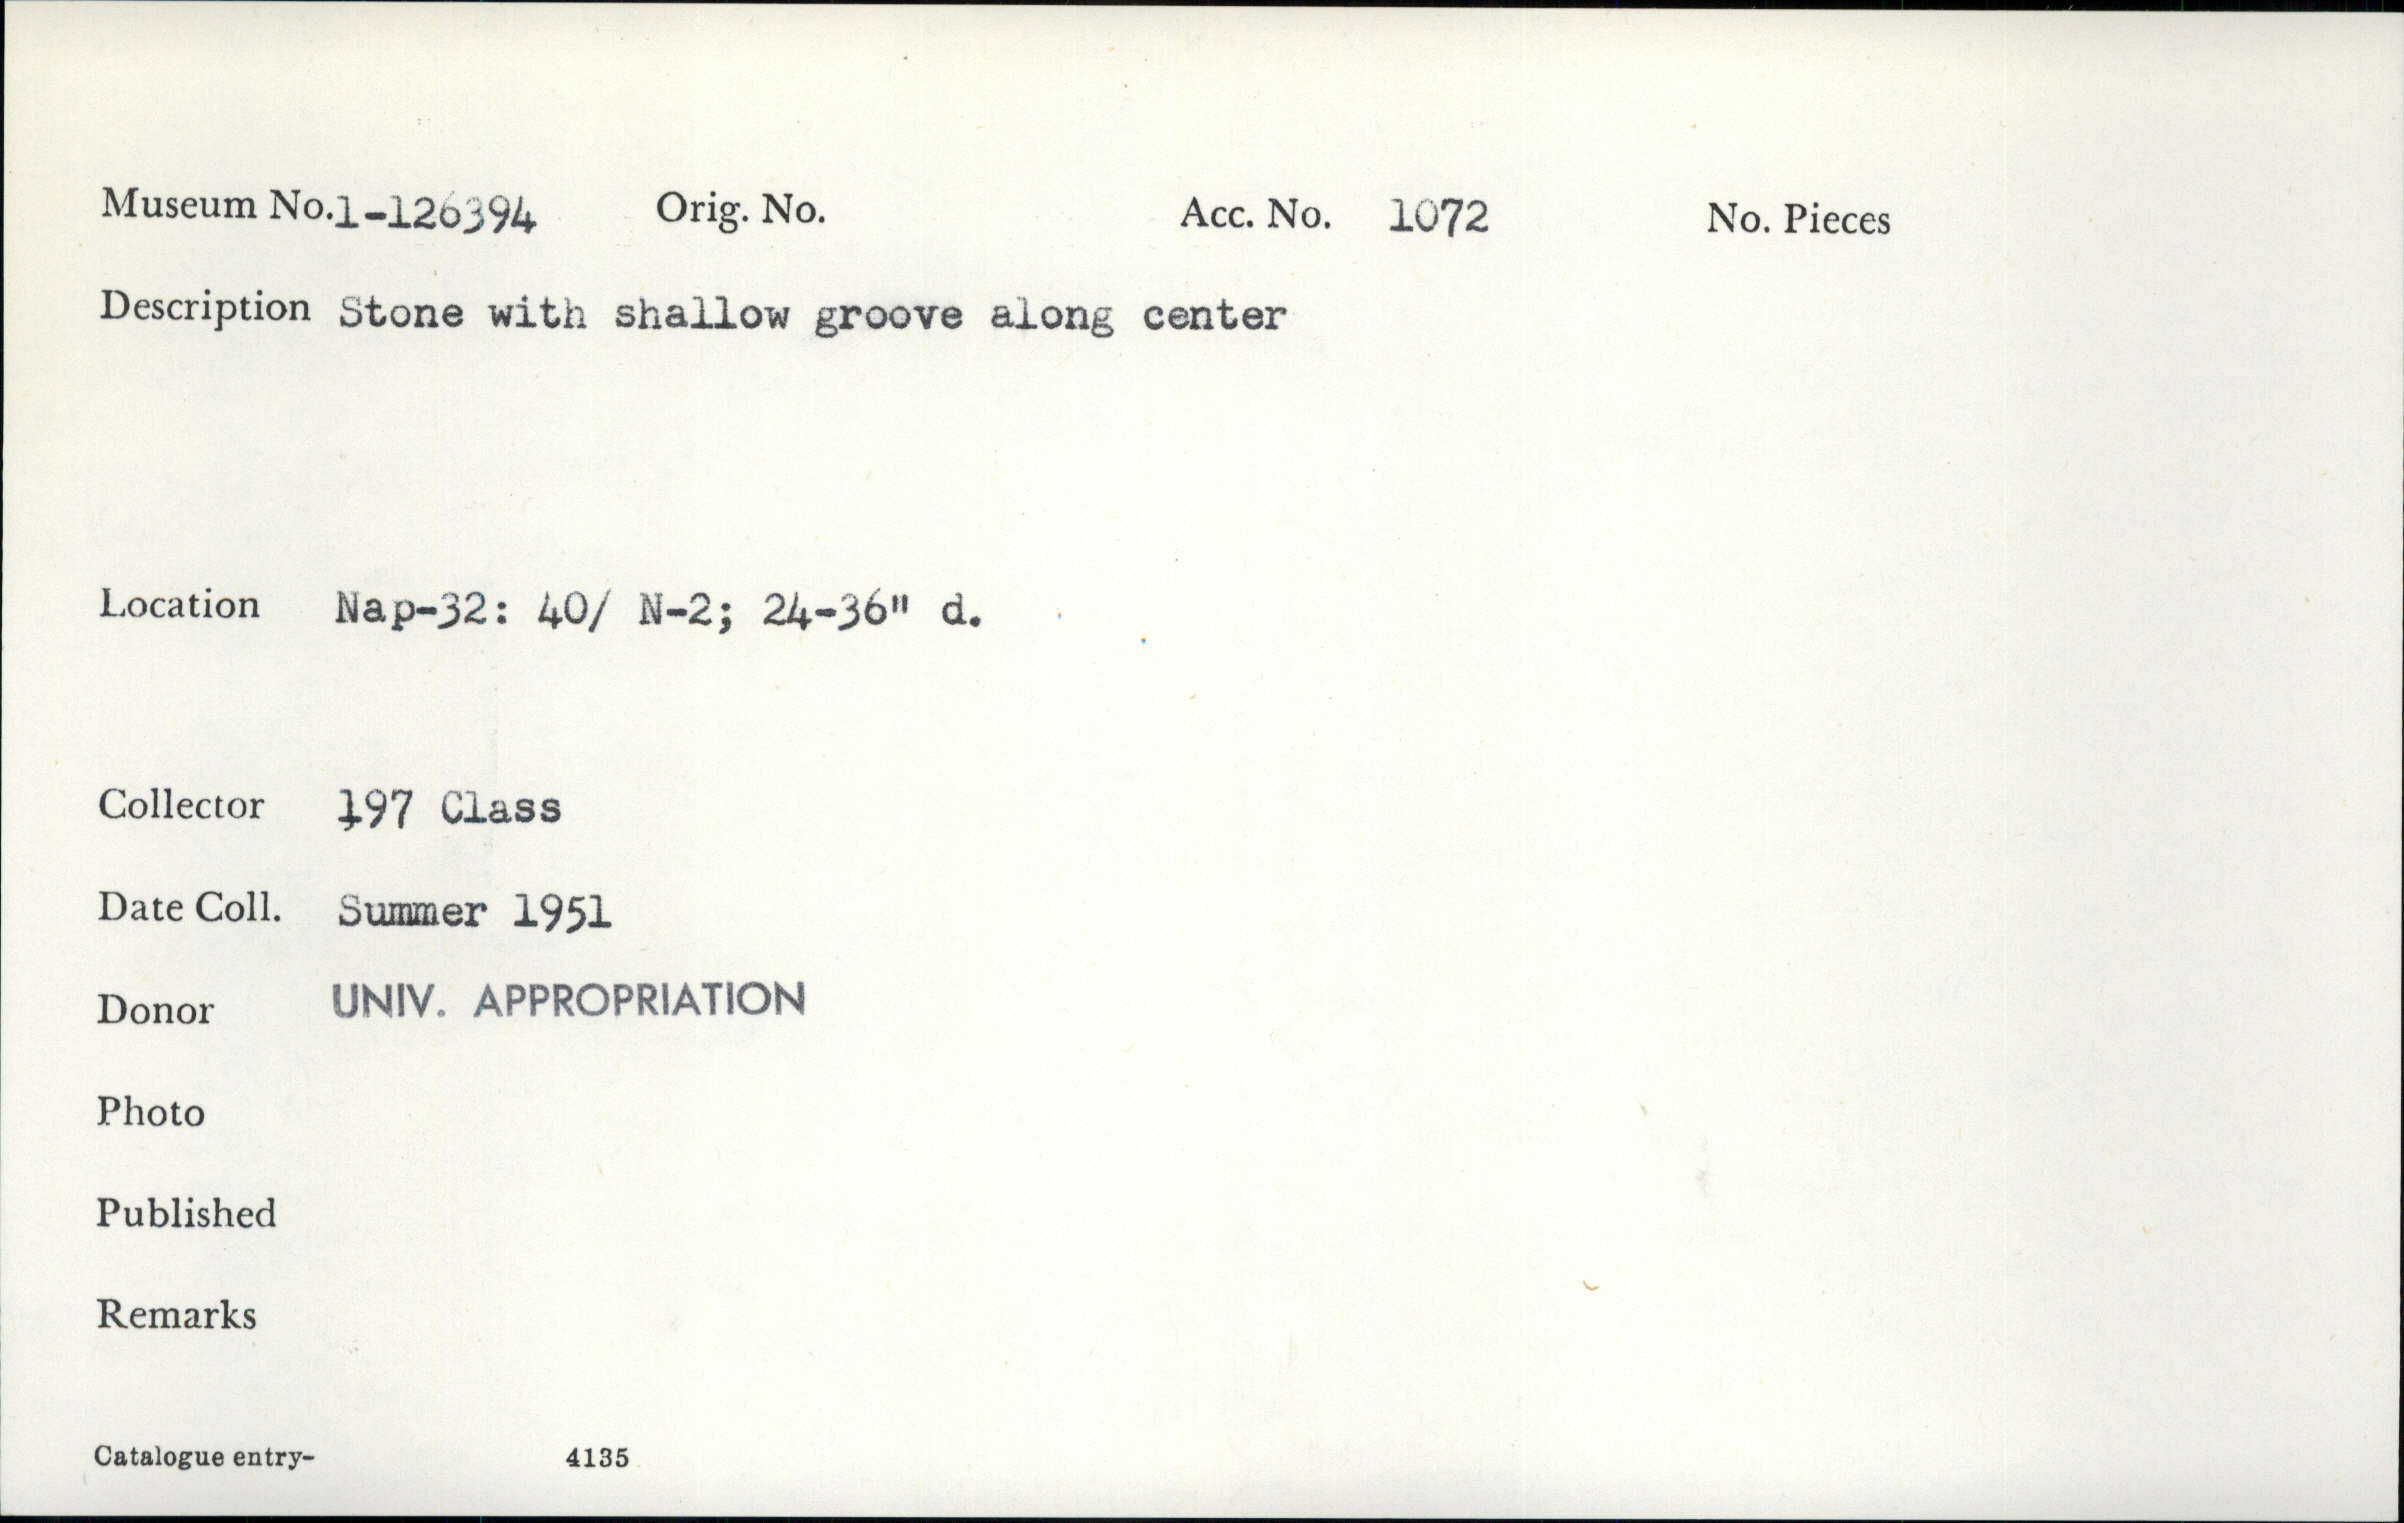 Museum No. 1-126394 Orig. No. Acc. No. 1072 No. Pieces
Description Stone with shallow groove along center
Location Nap-32: 40/ N-2; 24-36" d.
Collector 197 Class
Date Coll. Summer 1951
Donor UNIV. APPROPRIATION
Photo
Published
Remarks
Catalogue entry- 4135